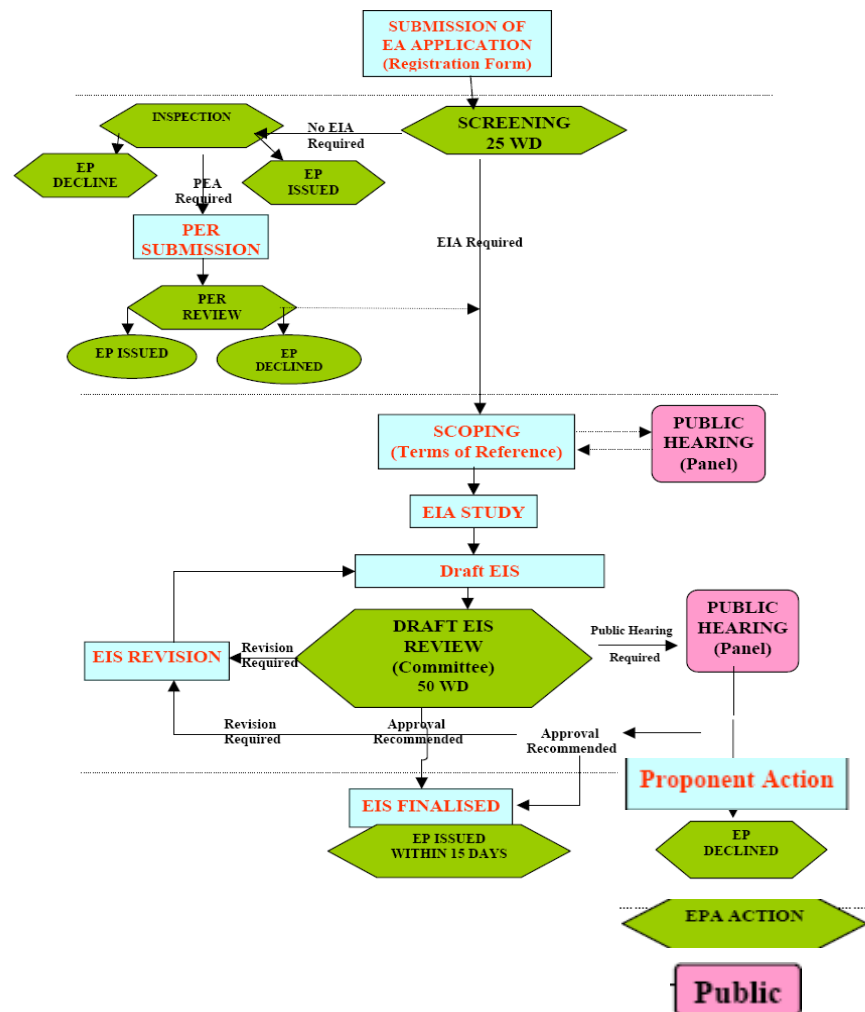 SUBMISSION OF
EA APPLICATION
(Registration Form)
INSPECTION
No EIA
Required
SCREENING
25 WD
EP
DECLINE
PEA
Required
EP
ISSUED
PER
SUBMISSION
EIA Required
PER
REVIEW
EP ISSUED
EP
DECLINED
SCOPING
(Terms of Reference)
PUBLIC
HEARING
(Panel)
EIA STUDY
Draft EIS
DRAFT EIS
REVIEW
(Committee)
50 WD
EIS REVISION
Revision
Required
Public Hearing
Required
PUBLIC
HEARING
(Panel)
Revision
Required
Approval
Recommended
Approval
Recommended
Proponent Action
EIS FINALISED
EP ISSUED
WITHIN 15 DAYS
EP
DECLINED
EPA ACTION
Public